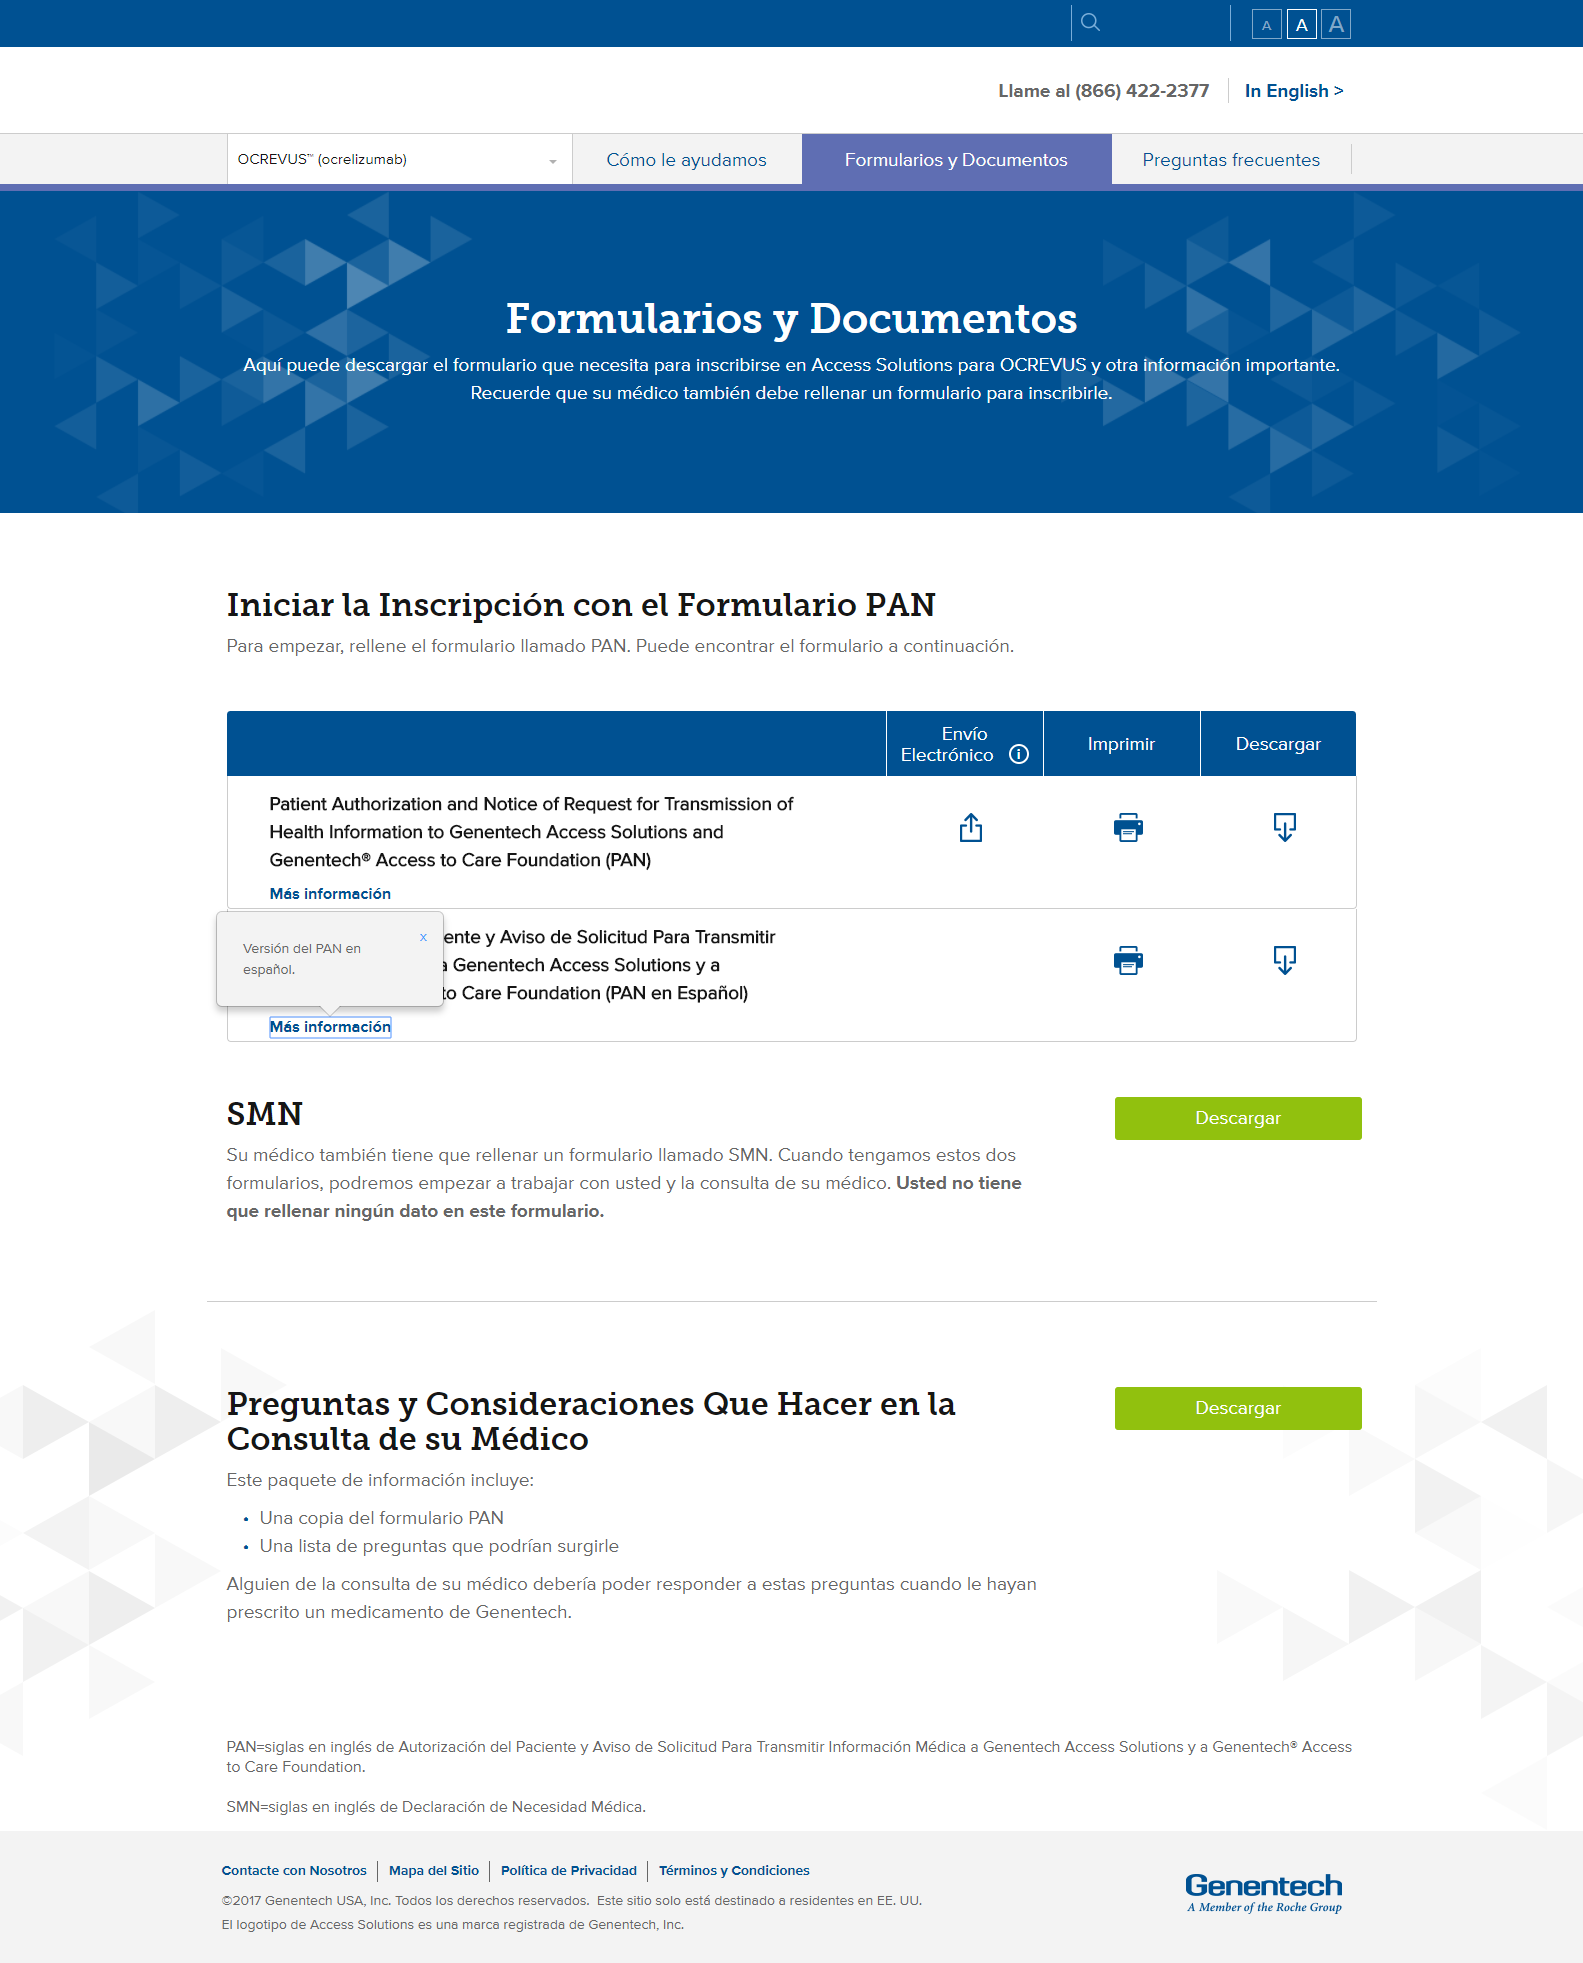 A A A
Llame al (866) 422-2377 In English >
OCREVUS™ (ocrelizumab) Cómo le ayudamos Formularios y Documentos Preguntas frecuentes
Formularios y Documentos
Aquí puede descargar el formulario que necesita para inscribirse en Access Solutions para OCREVUS y otra información importante.
Recuerde que su médico también debe rellenar un formulario para inscribirle.
Iniciar la Inscripción con el Formulario PAN
Para empezar, rellene el formulario llamado PAN. Puede encontrar el formulario a continuación.
Envío
Electrónico i
Imprimir
Descargar
Patient Authorization and Notice of Request for Transmission of
Health Information to Genentech Access Solutions and
Genentech® Access to Care Foundation (PAN)
Más información
Versión del PAN en
español.
x
ente y Aviso de Solicitud Para Transmitir
a Genentech Access Solutions y a
to Care Foundation (PAN en Español)
Más información
SMN
Descargar
Su médico también tiene que rellenar un formulario llamado SMN. Cuando tengamos estos dos
formularios, podremos empezar a trabajar con usted y la consulta de su médico. Usted no tiene
que rellenar ningún dato en este formulario.
Preguntas y Consideraciones Que Hacer en la
Consulta de su Médico
Descargar
Este paquete de información incluye:
• Una copia del formulario PAN
• Una lista de preguntas que podrían surgirle
Alguien de la consulta de su médico debería poder responder a estas preguntas cuando le hayan
prescrito un medicamento de Genentech.
PAN=siglas en inglés de Autorización del Paciente y Aviso de Solicitud Para Transmitir Información Médica a Genentech Access Solutions y a Genentech® Access
to Care Foundation.
SMN=siglas en inglés de Declaración de Necesidad Médica.
Contacte con Nosotros Mapa del Sitio Política de Privacidad Términos y Condiciones
©2017 Genentech USA, Inc. Todos los derechos reservados. Este sitio solo está destinado a residentes en EE. UU.
El logotipo de Access Solutions es una marca registrada de Genentech, Inc.
Genentech
A Member of the Roche Group